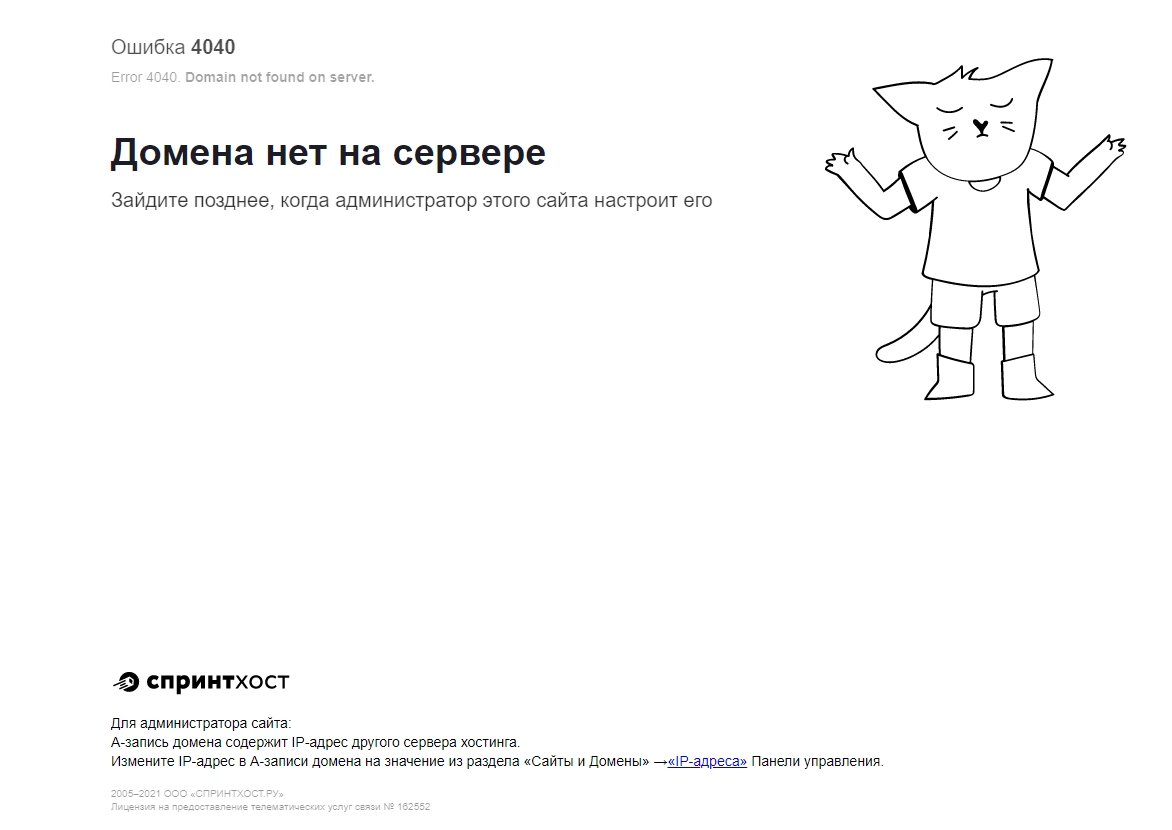 Ошибка 4040
Error 4040. Domain not found on server.
Домена нет на сервере
Зайдите позднее, когда администратор этого сайта настроит его
спринтхост
Для администратора сайта:
А-запись домена содержит IP-адрес другого сервера хостинга.
Измените IP-адрес в А-записи домена на значение из раздела «Сайты и Домены» →«IP-адреса» Панели управления.
2005–2021 ООО «СПРИНТХОСТ.РУ»
Лицензия на предоставление телематических услуг связи № 162552